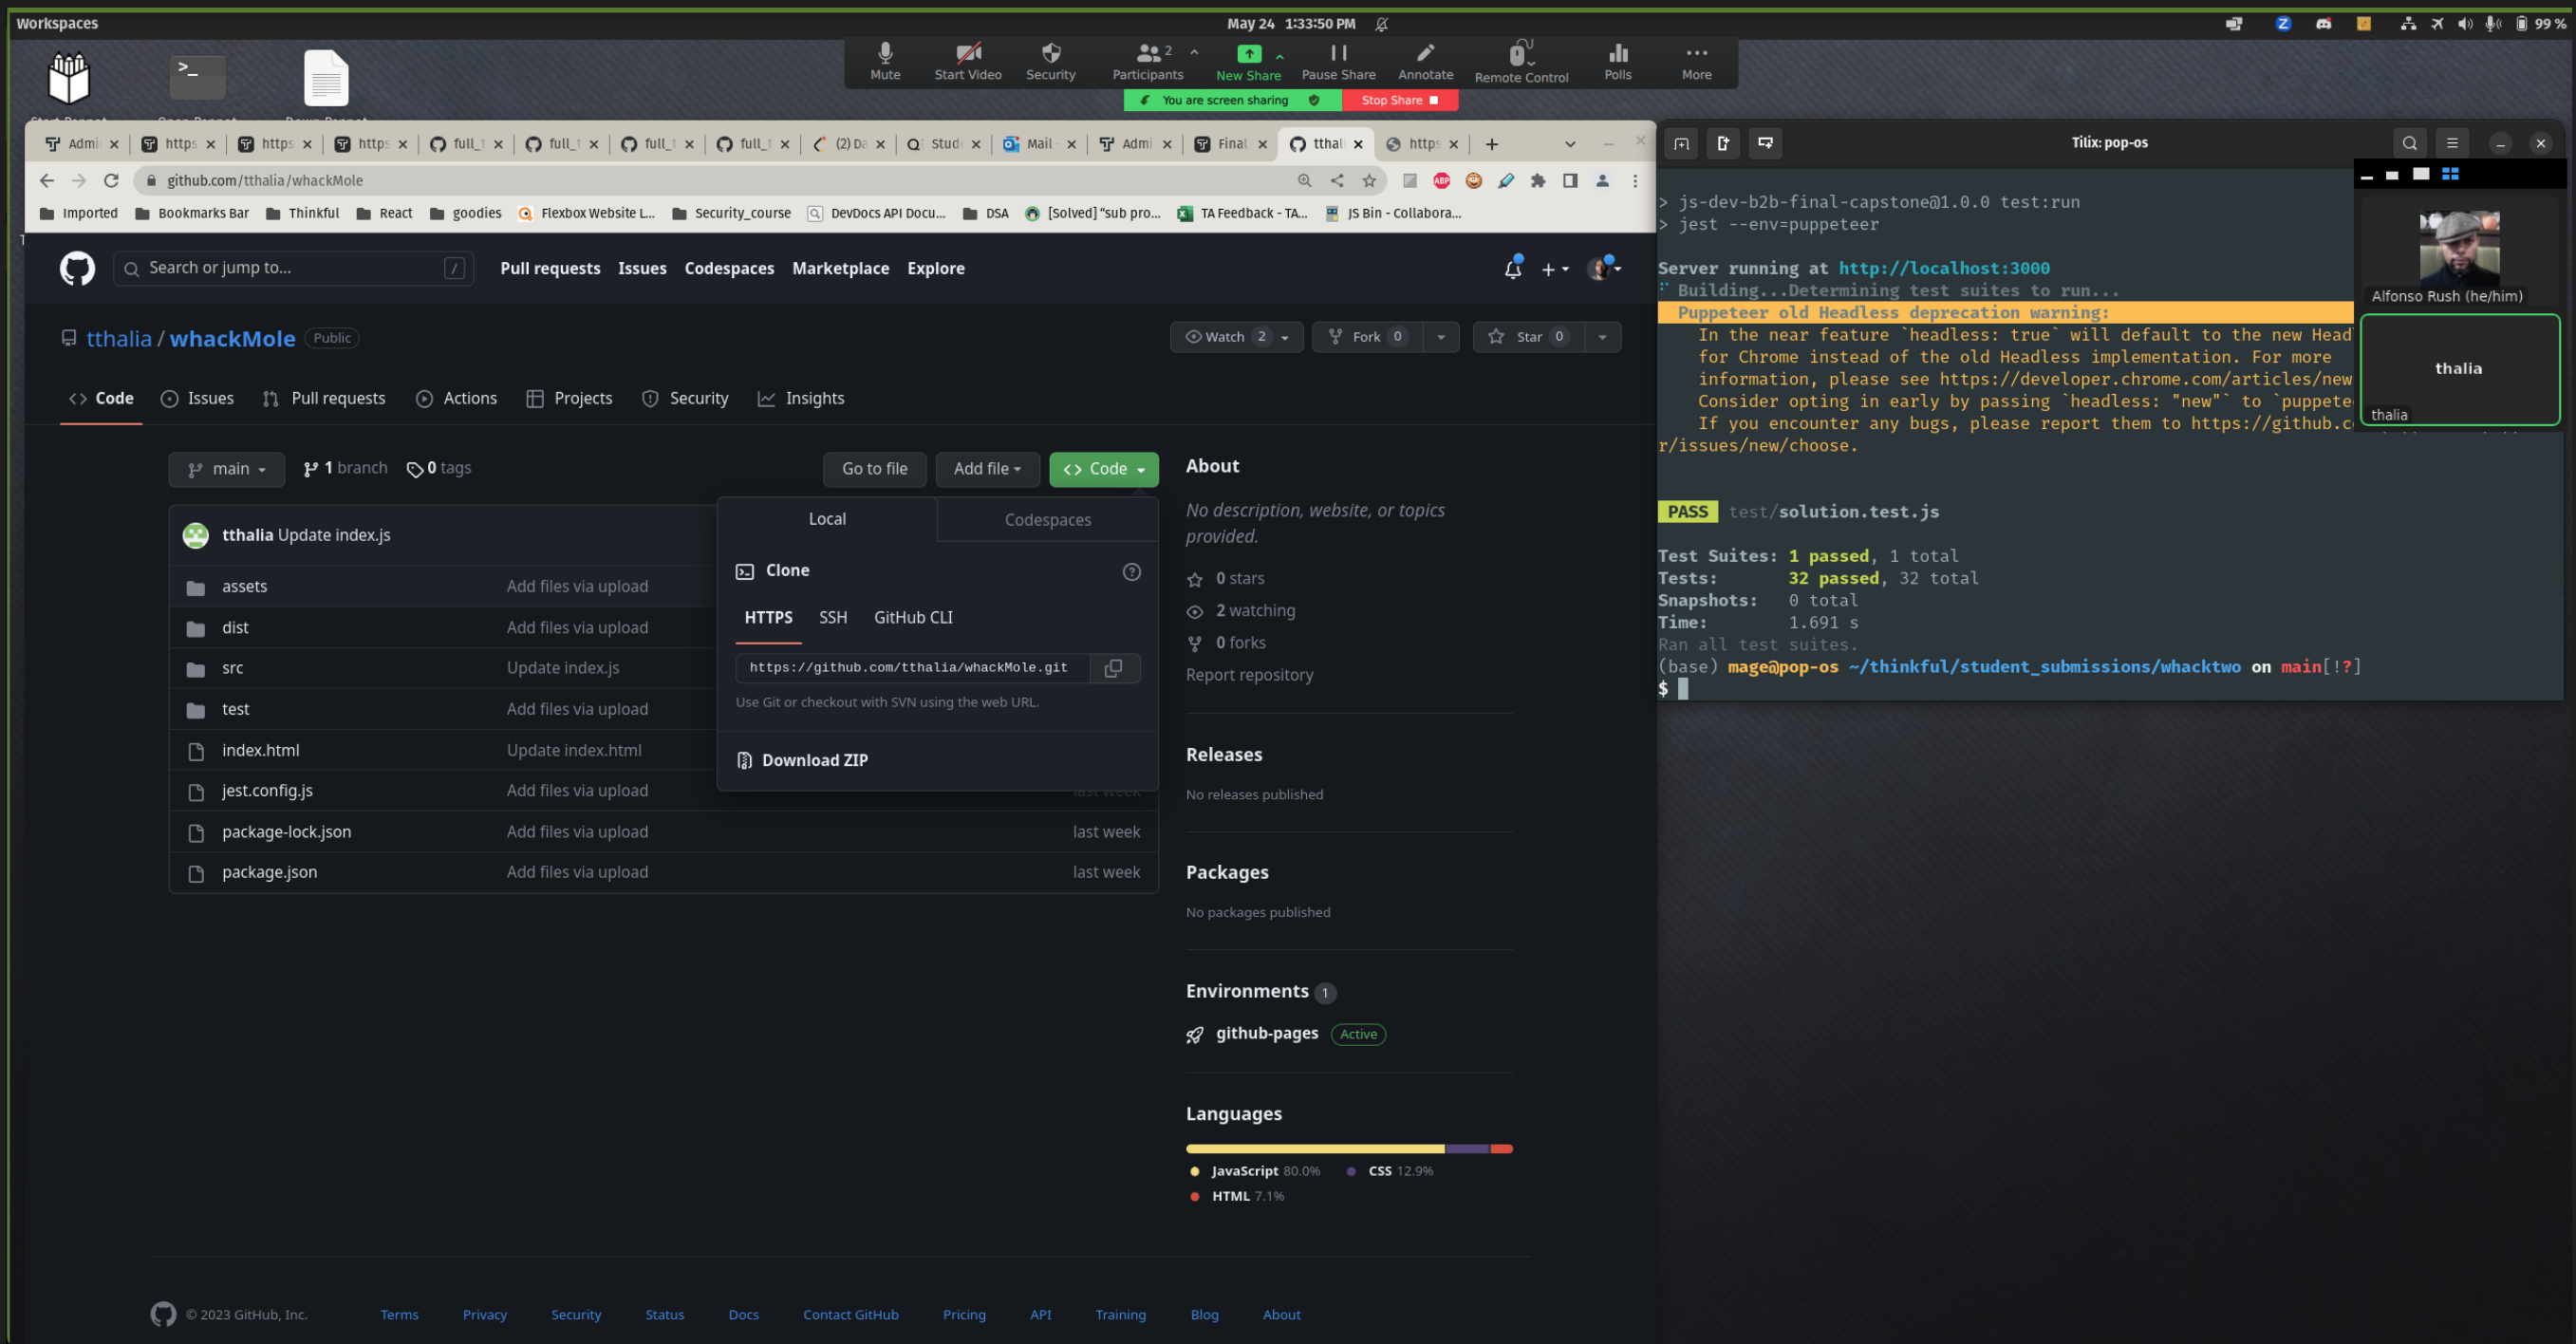 Workspaces
May 24 1:33:50 PM
99 %
Mute
Start Video
Security
Participants
2
New Share
Pause Share
Annotate
Remote Control
Polls
More
You are screen sharing
Stop Share
Admi
https
https
https
full_t
full_t
full_t
full_t
(2) Da
Stude
Mail
Admi
Final
tthali
https
github.com/tthalia/whackMole
ABP
Imported
Bookmarks Bar
Thinkful
React
goodies
Flexbox Website L...
Security_course
DevDocs API Docu...
DSA
[Solved] "sub pro...
TA Feedback - TA...
JS Bin - Collabora...
Search or jump to...
/
Pull requests
Issues
Codespaces
Marketplace
Explore
tthalia / whackMole
Public
Watch 2
Fork 0
Star 0
Code
Issues
Pull requests
Actions
Projects
Security
Insights
main
1 branch
0 tags
Go to file
Add file
Code
tthalia Update index.js
assets
Add files via upload
dist
Add files via upload
src
Update index.js
test
Add files via upload
index.html
Update index.html
jest.config.js
Add files via upload
last week
package-lock.json
Add files via upload
last week
package.json
Add files via upload
last week
Local
Codespaces
Clone
HTTPS
SSH
GitHub CLI
https://github.com/tthalia/whackMole.git
Use Git or checkout with SVN using the web URL.
Download ZIP
About
No description, website, or topics
provided.
0 stars
2 watching
0 forks
Report repository
Releases
No releases published
Packages
No packages published
Environments 1
github-pages
Active
Languages
JavaScript 80.0%
CSS 12.9%
HTML 7.1%
© 2023 GitHub, Inc.
Terms
Privacy
Security
Status
Docs
Contact GitHub
Pricing
API
Training
Blog
About
Tilix: pop-os
> js-dev-b2b-final-capstone@1.0.0 test:run
> jest --env=puppeteer
Server running at http://localhost:3000
Building...Determining test suites to run...
Puppeteer old Headless deprecation warning:
In the near feature `headless: true` will default to the new Head
for Chrome instead of the old Headless implementation. For more
information, please see https://developer.chrome.com/articles/new
Consider opting in early by passing `headless: "new"` to `puppete
If you encounter any bugs, please report them to https://github.c
r/issues/new/choose.
PASS test/solution.test.js
Test Suites: 1 passed, 1 total
Tests: 32 passed, 32 total
Snapshots: 0 total
Time: 1.691 s
Ran all test suites.
(base) mage@pop-os ~/thinkful/student_submissions/whacktwo on main[!?]
$
Alfonso Rush (he/him)
thalia
thalia